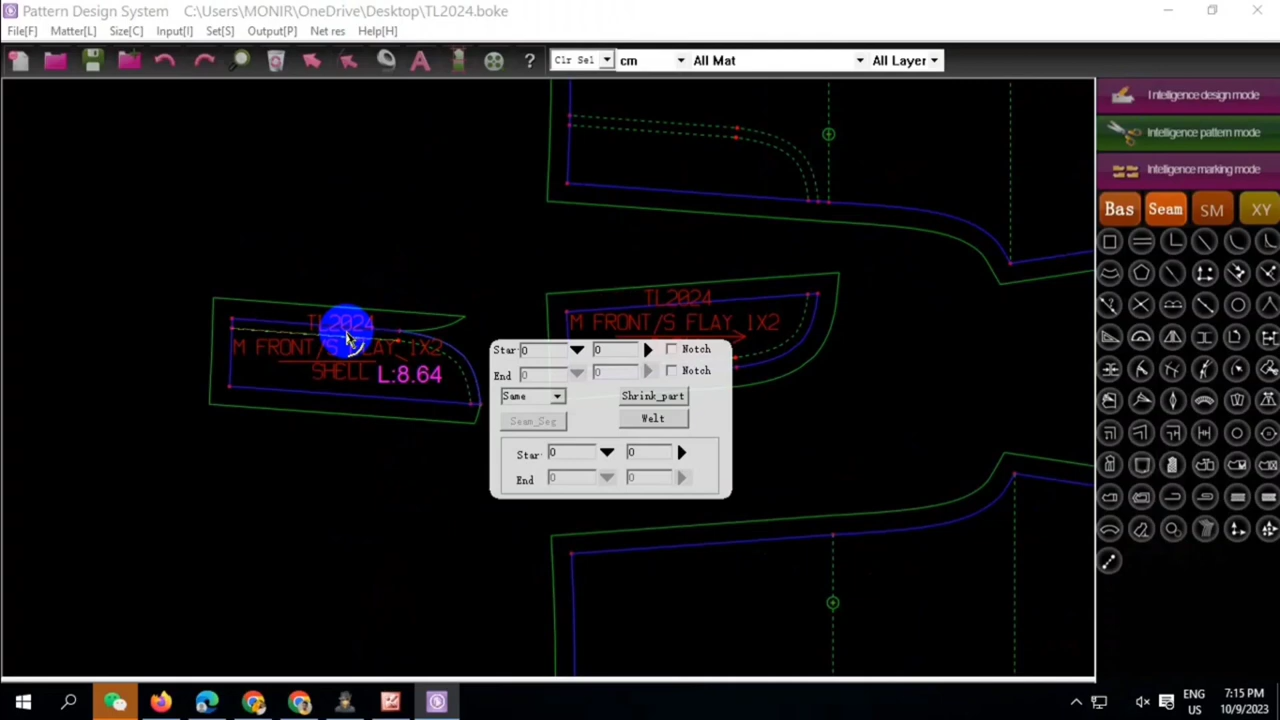 Pattern Design System C:\USERS\MONIR\OneDrive\Desktop\TL2024.boke
File[F] Matter[L] Size[C] Input[I] Set[S] Output[P] Net res Help[H]
Clr Sel cm All Mat All Layer
Intelligence design mode
Intelligence pattern mode
Intelligence marking mode
Bas Seam SM XY
TL2024
M FRONT/S FLAY 1X2
SHELL
L:8.64
TL2024
M FRONT/S FLAY 1X2
Star 0 0 Notch
End 0 0 Notch
Same Shrink_part
Seam_Seg Welt
Star 0 0
End 0 0
ENG
US
7:15 PM
10/9/2023